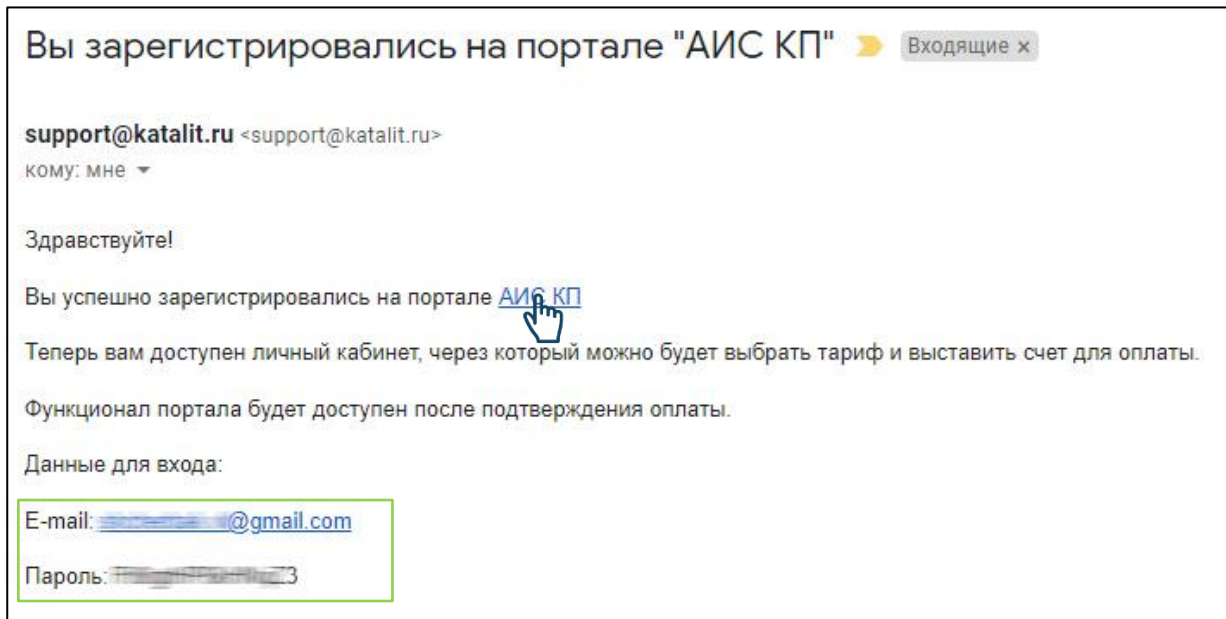 Вы зарегистрировались на портале "АИС КП" Входящие ×
support@katalit.ru <support@katalit.ru>
кому: мне
Здравствуйте!
Вы успешно зарегистрировались на портале АИС КП
Теперь вам доступен личный кабинет, через который можно будет выбрать тариф и выставить счет для оплаты.
Функционал портала будет доступен после подтверждения оплаты.
Данные для входа:
E-mail: @gmail.com
Пароль: